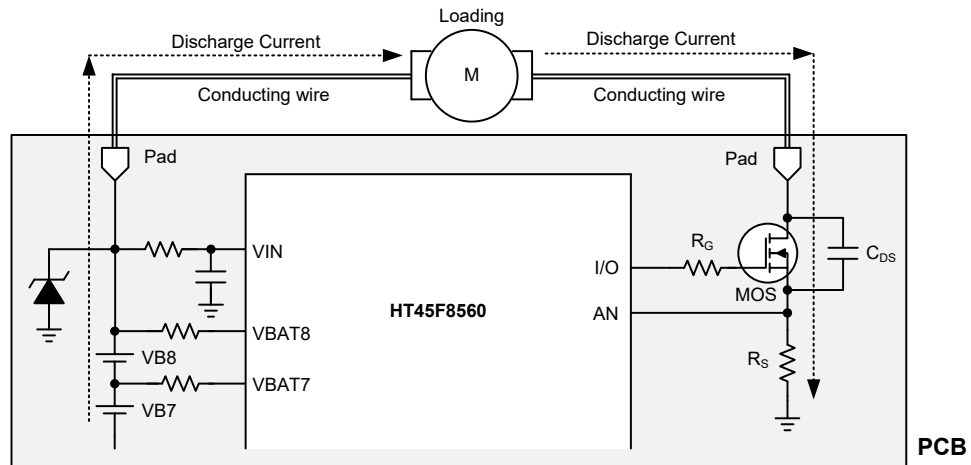 Loading
Discharge Current
Discharge Current
M
Conducting wire
Conducting wire
Pad
Pad
VIN
RG
CDS
I/O
MOS
HT45F8560
AN
VBAT8
RS
VB8
VBAT7
VB7
PCB